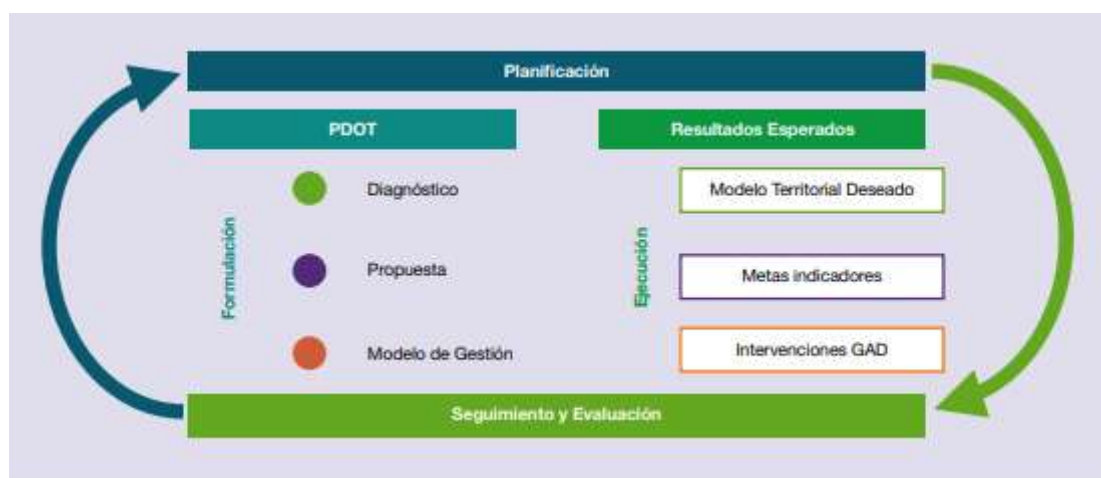 Planificación
PDOT
Resultados Esperados
Formulación
Diagnóstico
Propuesta
Modelo de Gestión
Ejecución
Modelo Territorial Deseado
Metas indicadores
Intervenciones GAD
Seguimiento y Evaluación